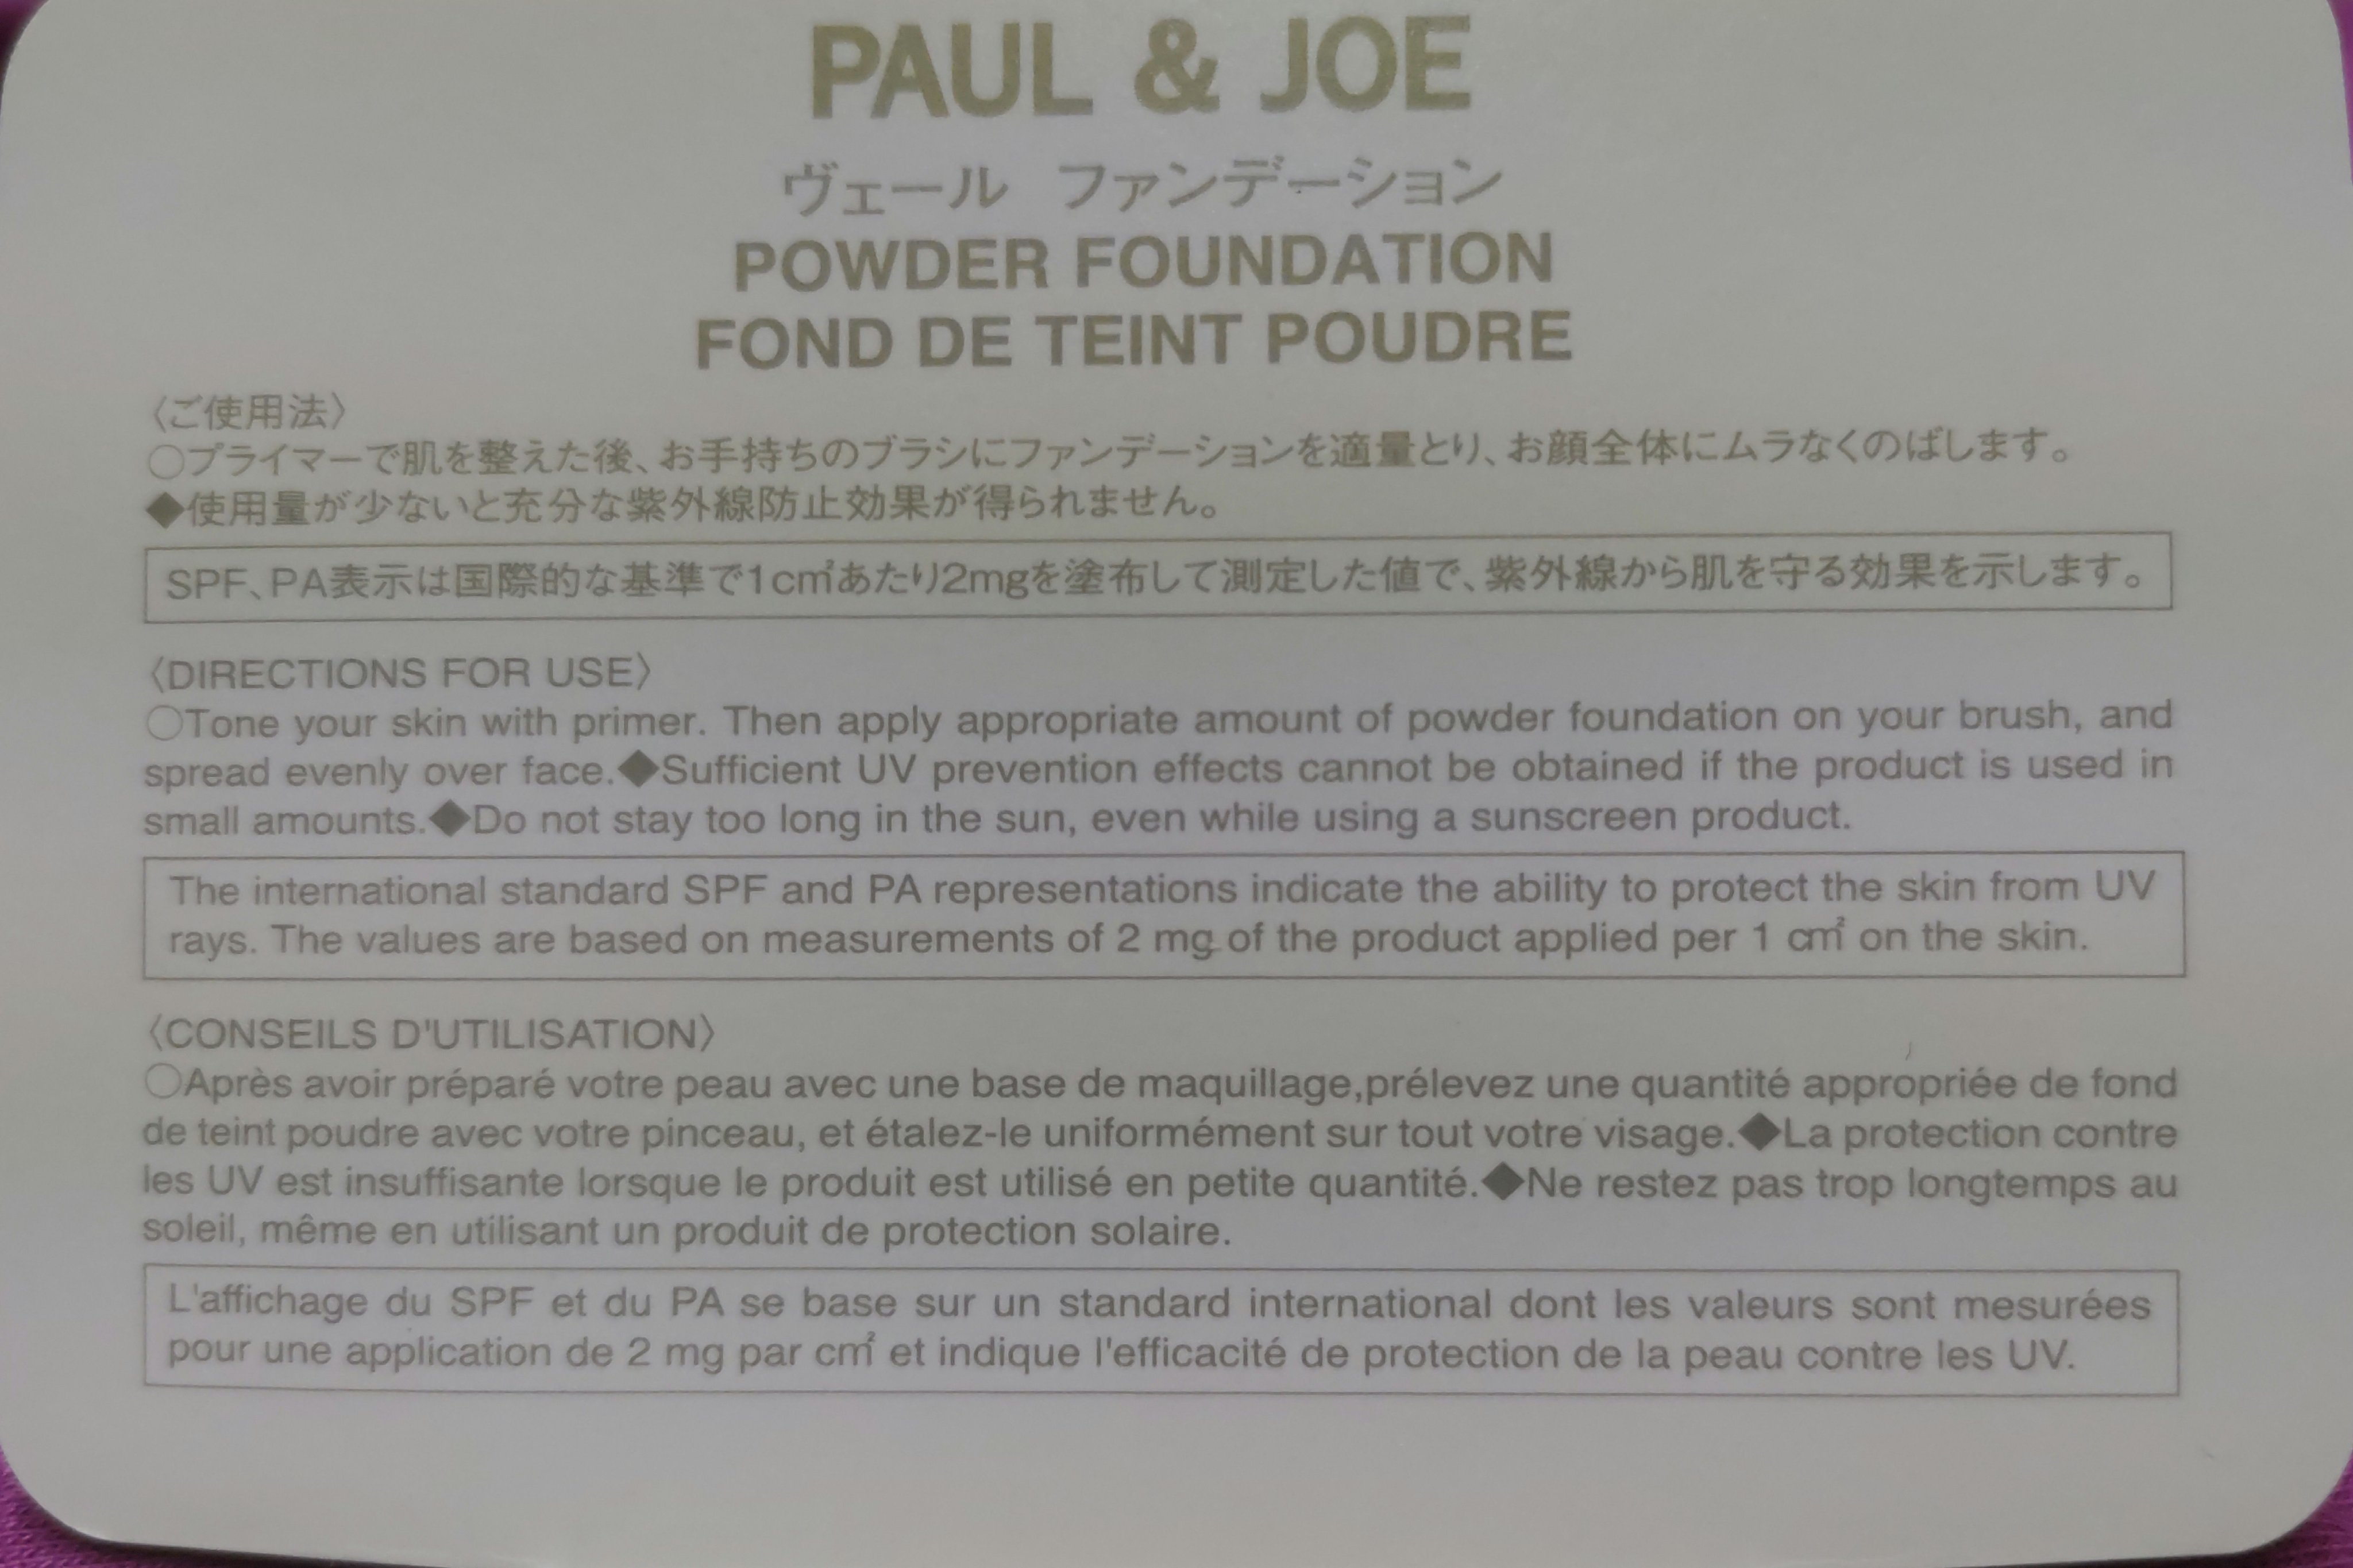 PAUL & JOE
ヴェール ファンデーション
POWDER FOUNDATION
FOND DE TEINT POUDRE
〈ご使用法〉
○プライマーで肌を整えた後、お手持ちのブラシにファンデーションを適量とり、お顔全体にムラなくのばします。
◆使用量が少ないと充分な紫外線防止効果が得られません。
SPF、PA表示は国際的な基準で1c㎡あたり2mgを塗布して測定した値で、紫外線から肌を守る効果を示します。
〈DIRECTIONS FOR USE〉
○Tone your skin with primer. Then apply appropriate amount of powder foundation on your brush, and
spread evenly over face.◆Sufficient UV prevention effects cannot be obtained if the product is used in
small amounts.◆Do not stay too long in the sun, even while using a sunscreen product.
The international standard SPF and PA representations indicate the ability to protect the skin from UV
rays. The values are based on measurements of 2 mg of the product applied per 1 c㎡ on the skin.
〈CONSEILS D'UTILISATION〉
○Après avoir préparé votre peau avec une base de maquillage,prélevez une quantité appropriée de fond
de teint poudre avec votre pinceau, et étalez-le uniformément sur tout votre visage.◆La protection contre
les UV est insuffisante lorsque le produit est utilisé en petite quantité.◆Ne restez pas trop longtemps au
soleil, même en utilisant un produit de protection solaire.
L'affichage du SPF et du PA se base sur un standard international dont les valeurs sont mesurées
pour une application de 2 mg par c㎡ et indique l'efficacité de protection de la peau contre les UV.